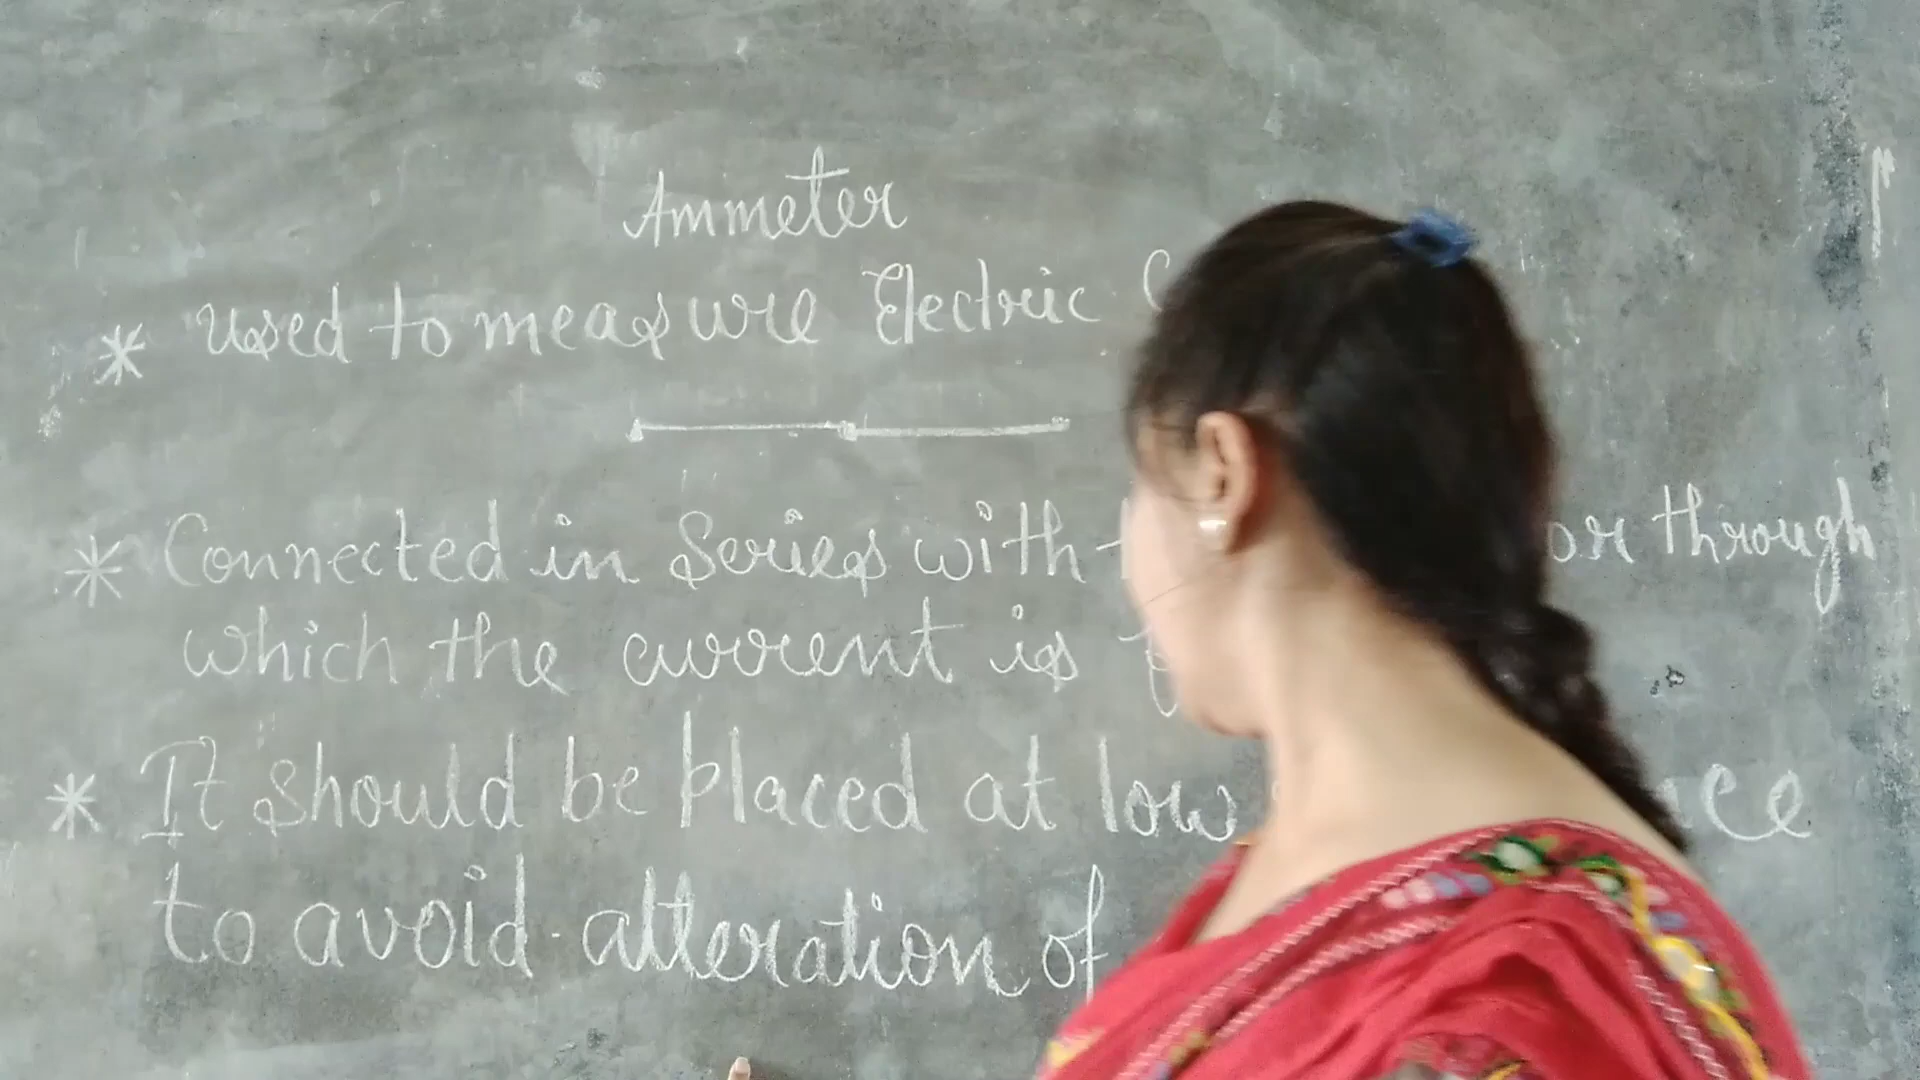 Ammeter
* Used to measure Electric
* Connected in Series with or through
which the current is
* It should be placed at low
to avoid alteration of